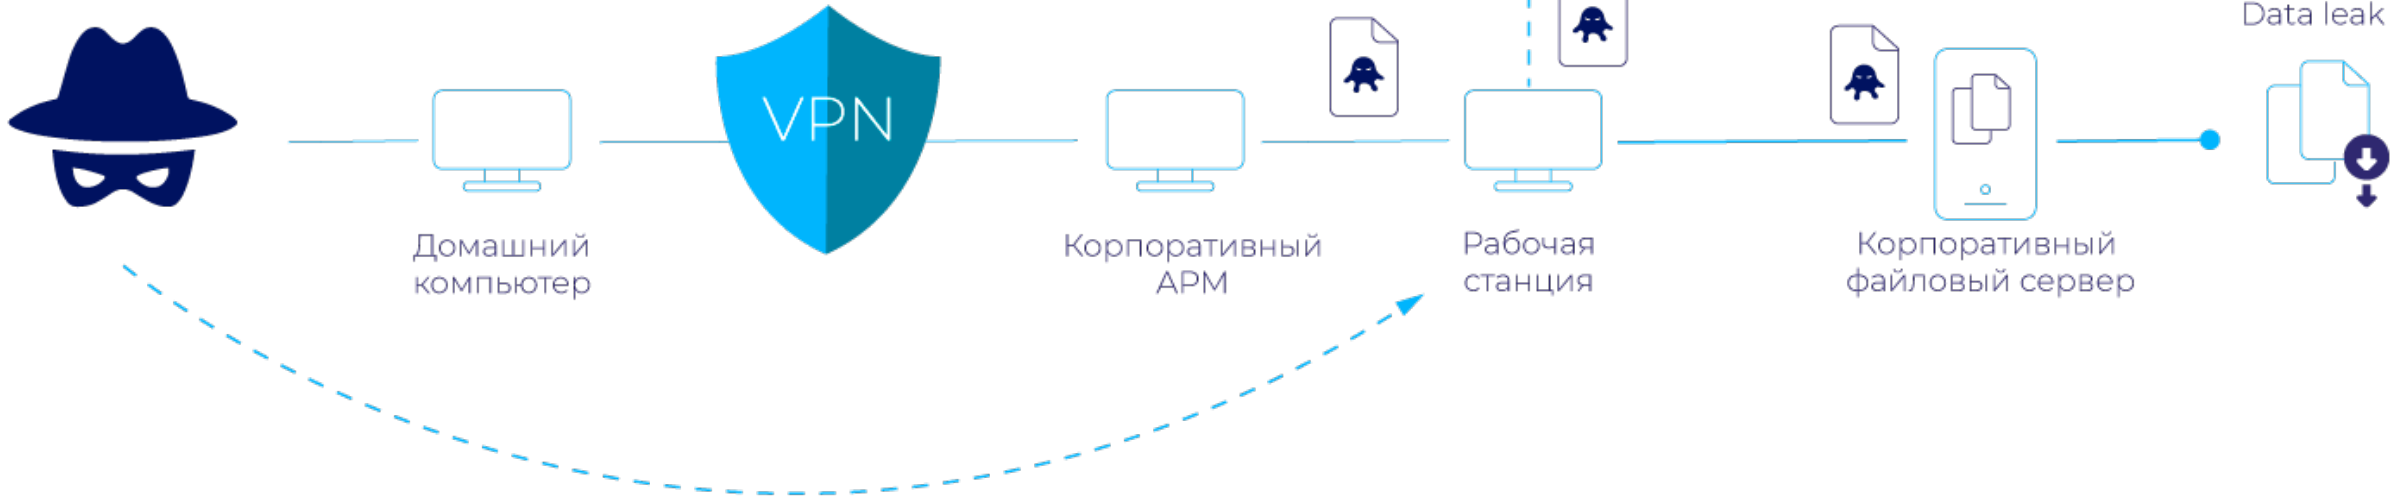 Data leak
VPN
Домашний
компьютер
Корпоративный
АРМ
Рабочая
станция
Корпоративный
файловый сервер